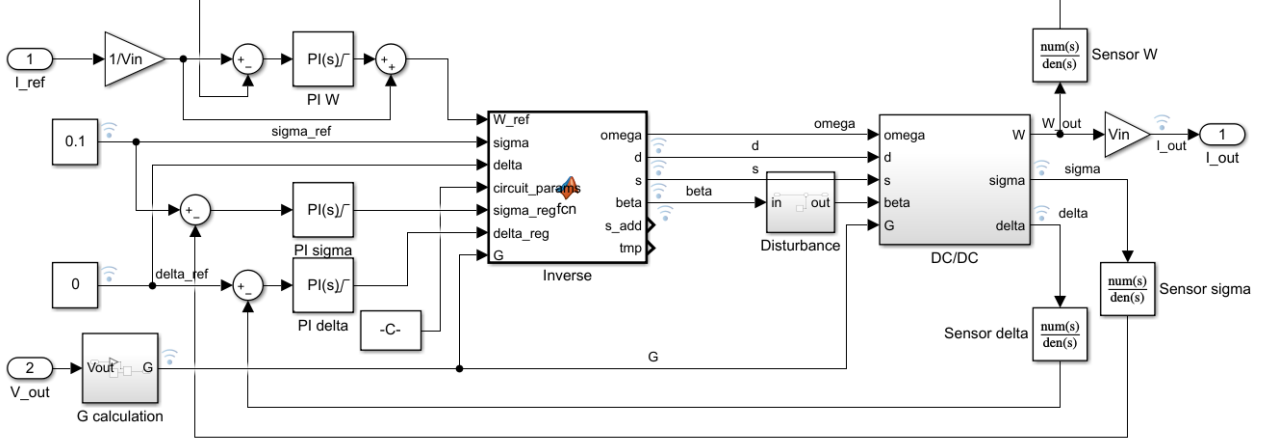 1
I_ref
1/Vin
+
−
PI(s)
PI W
+
+
num(s)
den(s)
Sensor W
0.1
sigma_ref
W_ref
sigma
delta
circuit_params
sigma_reg
delta_reg
G
fcn
omega
d
s
beta
s_add
tmp
Inverse
omega
d
s
beta
in
out
Disturbance
omega
d
s
beta
G
W
sigma
delta
DC/DC
W_out
Vin
I_out
1
I_out
sigma
delta
+
−
PI(s)
PI sigma
0
delta_ref
+
−
PI(s)
PI delta
-C-
num(s)
den(s)
Sensor sigma
Sensor delta
num(s)
den(s)
2
V_out
Vout
G
G calculation
G